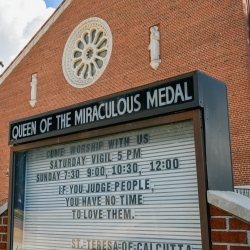 QUEEN OF THE MIRACULOUS MEDAL
COME WORSHIP WITH US
SATURDAY VIGIL 5 PM
SUNDAY-7:30 9:00, 10:30, 12:00
IF YOU JUDGE PEOPLE,
YOU HAVE NO TIME
TO LOVE THEM.
ST. TERESA OF CALCUTTA